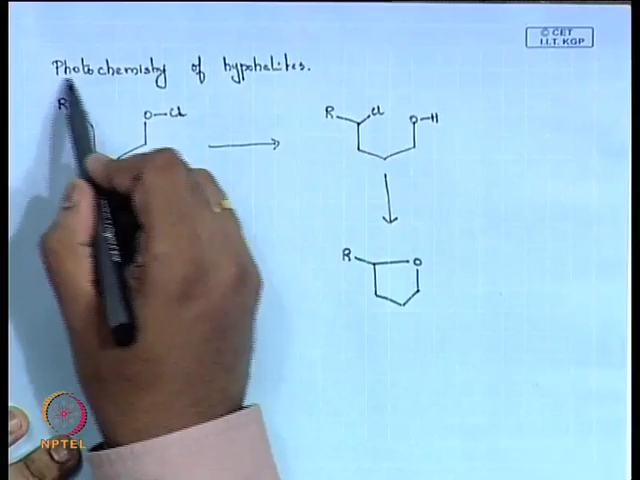 © CET
I.I.T. KGP
Photochemistry of hypohalites.
R
O-Cl
R
Cl
O-H
R
O
NPTEL